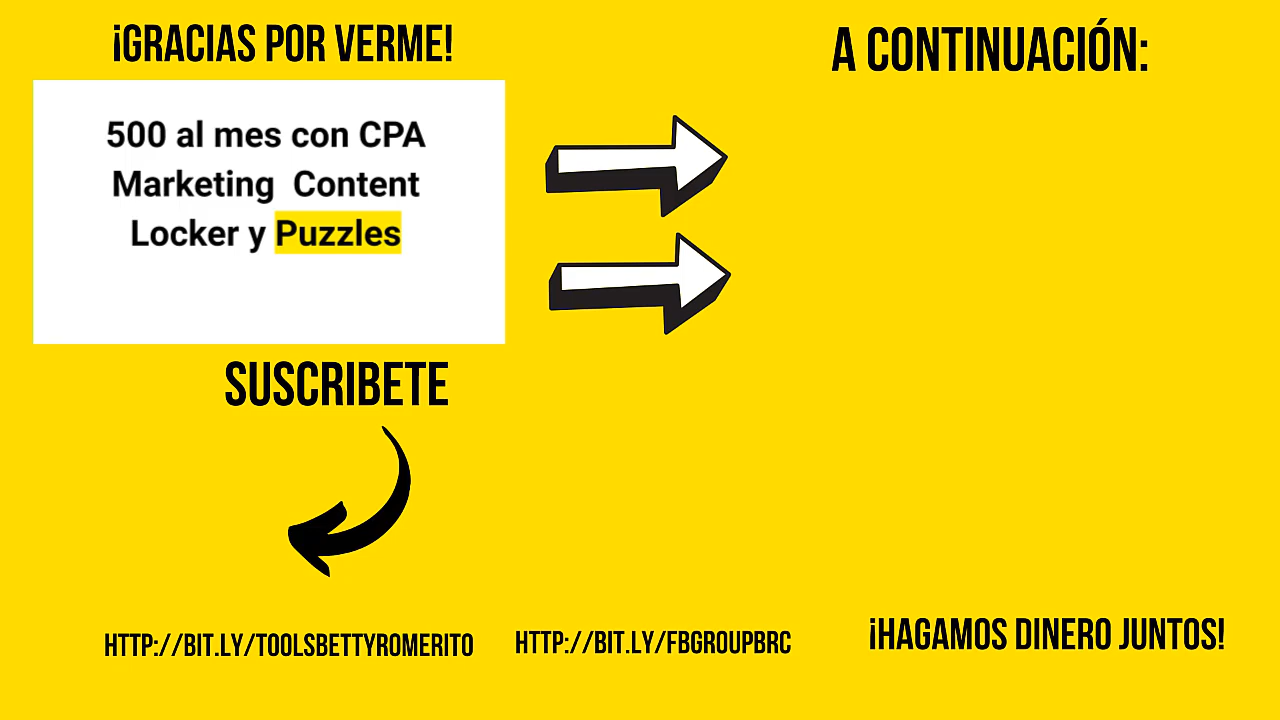 ¡GRACIAS POR VERME!
A CONTINUACIÓN:
500 al mes con CPA
Marketing Content
Locker y Puzzles
SUSCRIBETE
HTTP://BIT.LY/TOOLSBETTYROMERITO
HTTP://BIT.LY/FBGROUPBRC
¡HAGAMOS DINERO JUNTOS!